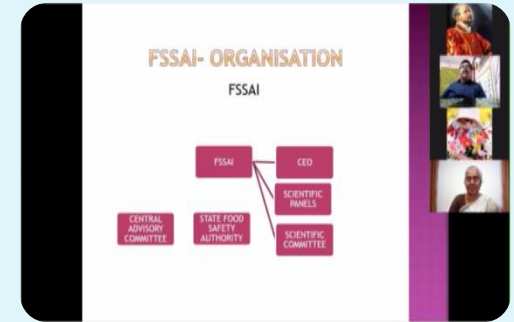 FSSAI- ORGANISATION
FSSAI
FSSAI
CEO
SCIENTIFIC
PANELS
CENTRAL
ADVISORY
COMMITTEE
STATE FOOD
SAFETY
AUTHORITY
SCIENTIFIC
COMMITTEE